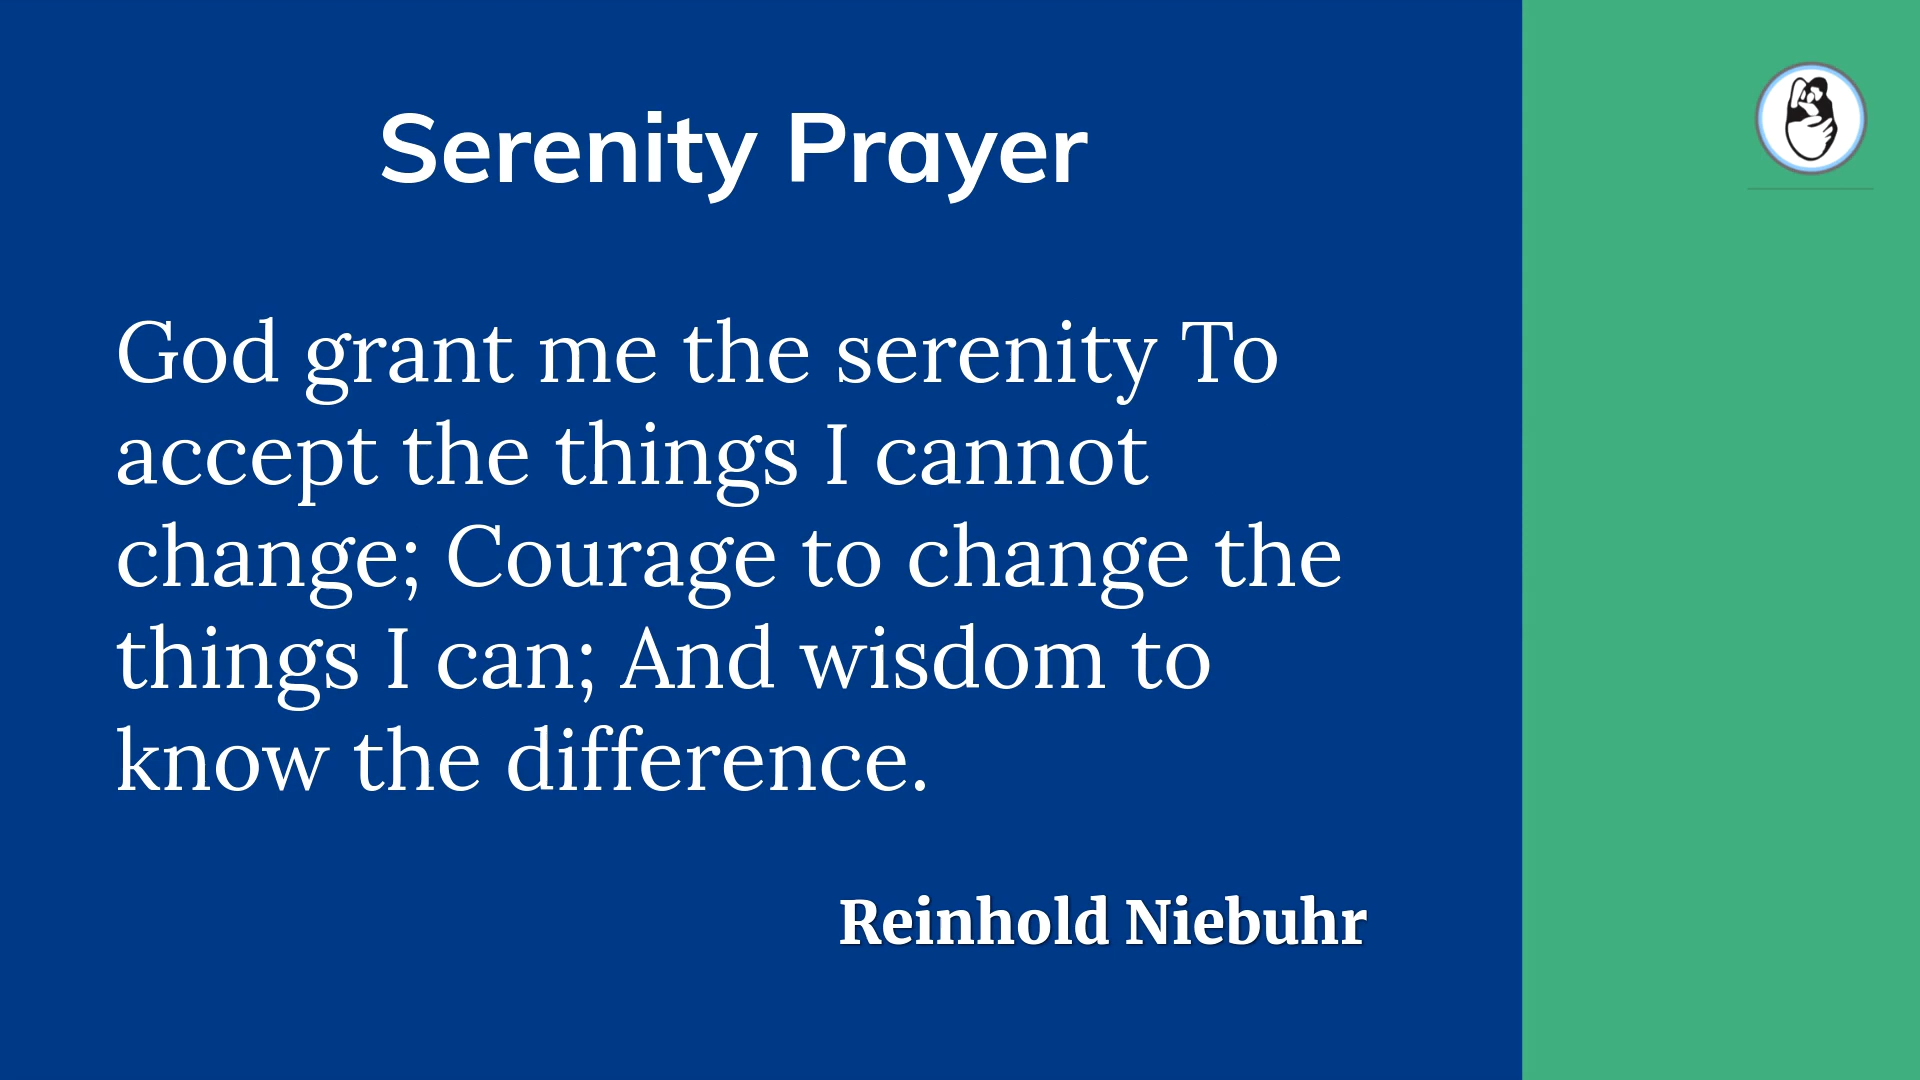 Serenity Prayer
God grant me the serenity To
accept the things I cannot
change; Courage to change the
things I can; And wisdom to
know the difference.
Reinhold Niebuhr